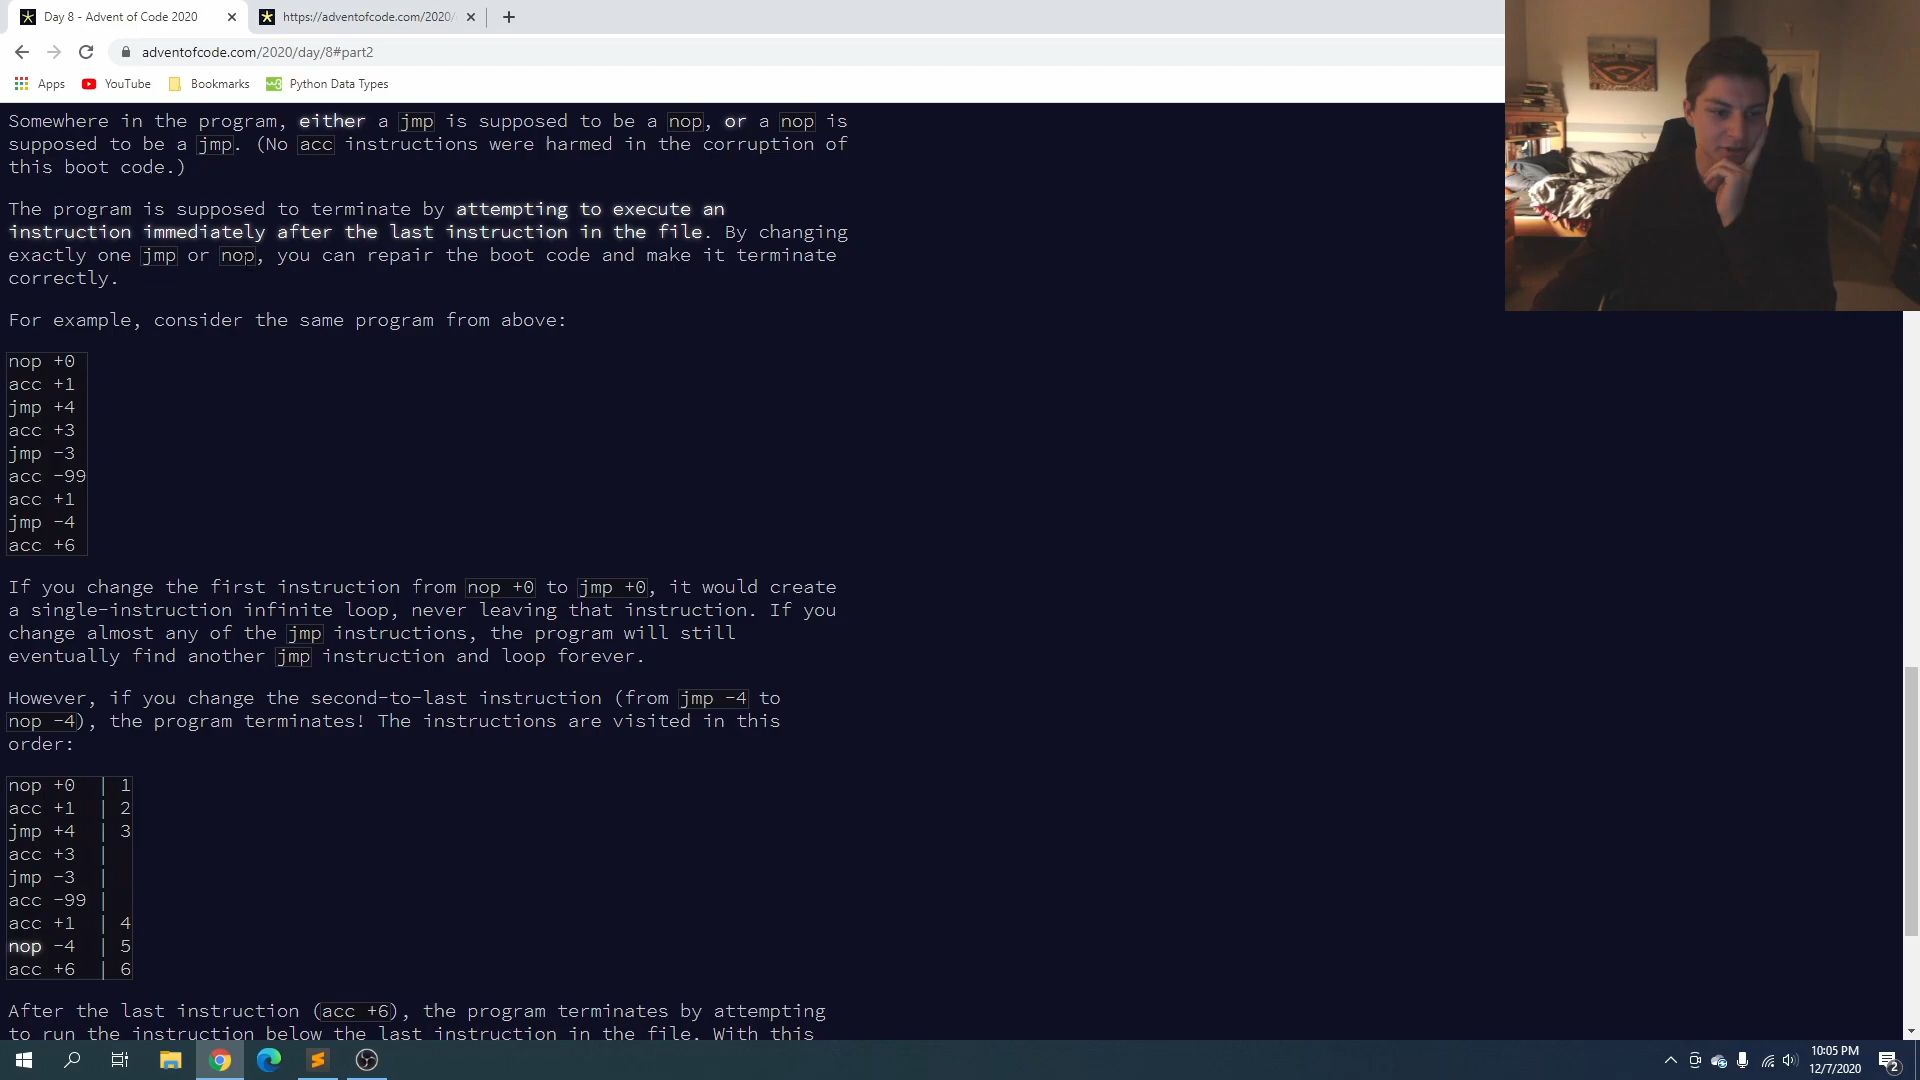 Day 8 - Advent of Code 2020
https://adventofcode.com/2020/
adventofcode.com/2020/day/8#part2
Apps YouTube Bookmarks Python Data Types
Somewhere in the program, either a jmp is supposed to be a nop, or a nop is
supposed to be a jmp. (No acc instructions were harmed in the corruption of
this boot code.)
The program is supposed to terminate by attempting to execute an
instruction immediately after the last instruction in the file. By changing
exactly one jmp or nop, you can repair the boot code and make it terminate
correctly.
For example, consider the same program from above:
nop +0
acc +1
jmp +4
acc +3
jmp -3
acc -99
acc +1
jmp -4
acc +6
If you change the first instruction from nop +0 to jmp +0, it would create
a single-instruction infinite loop, never leaving that instruction. If you
change almost any of the jmp instructions, the program will still
eventually find another jmp instruction and loop forever.
However, if you change the second-to-last instruction (from jmp -4 to
nop -4), the program terminates! The instructions are visited in this
order:
nop +0 | 1
acc +1 | 2
jmp +4 | 3
acc +3 |
jmp -3 |
acc -99 |
acc +1 | 4
nop -4 | 5
acc +6 | 6
After the last instruction (acc +6), the program terminates by attempting
to run the instruction below the last instruction in the file. With this
10:05 PM
12/7/2020
2